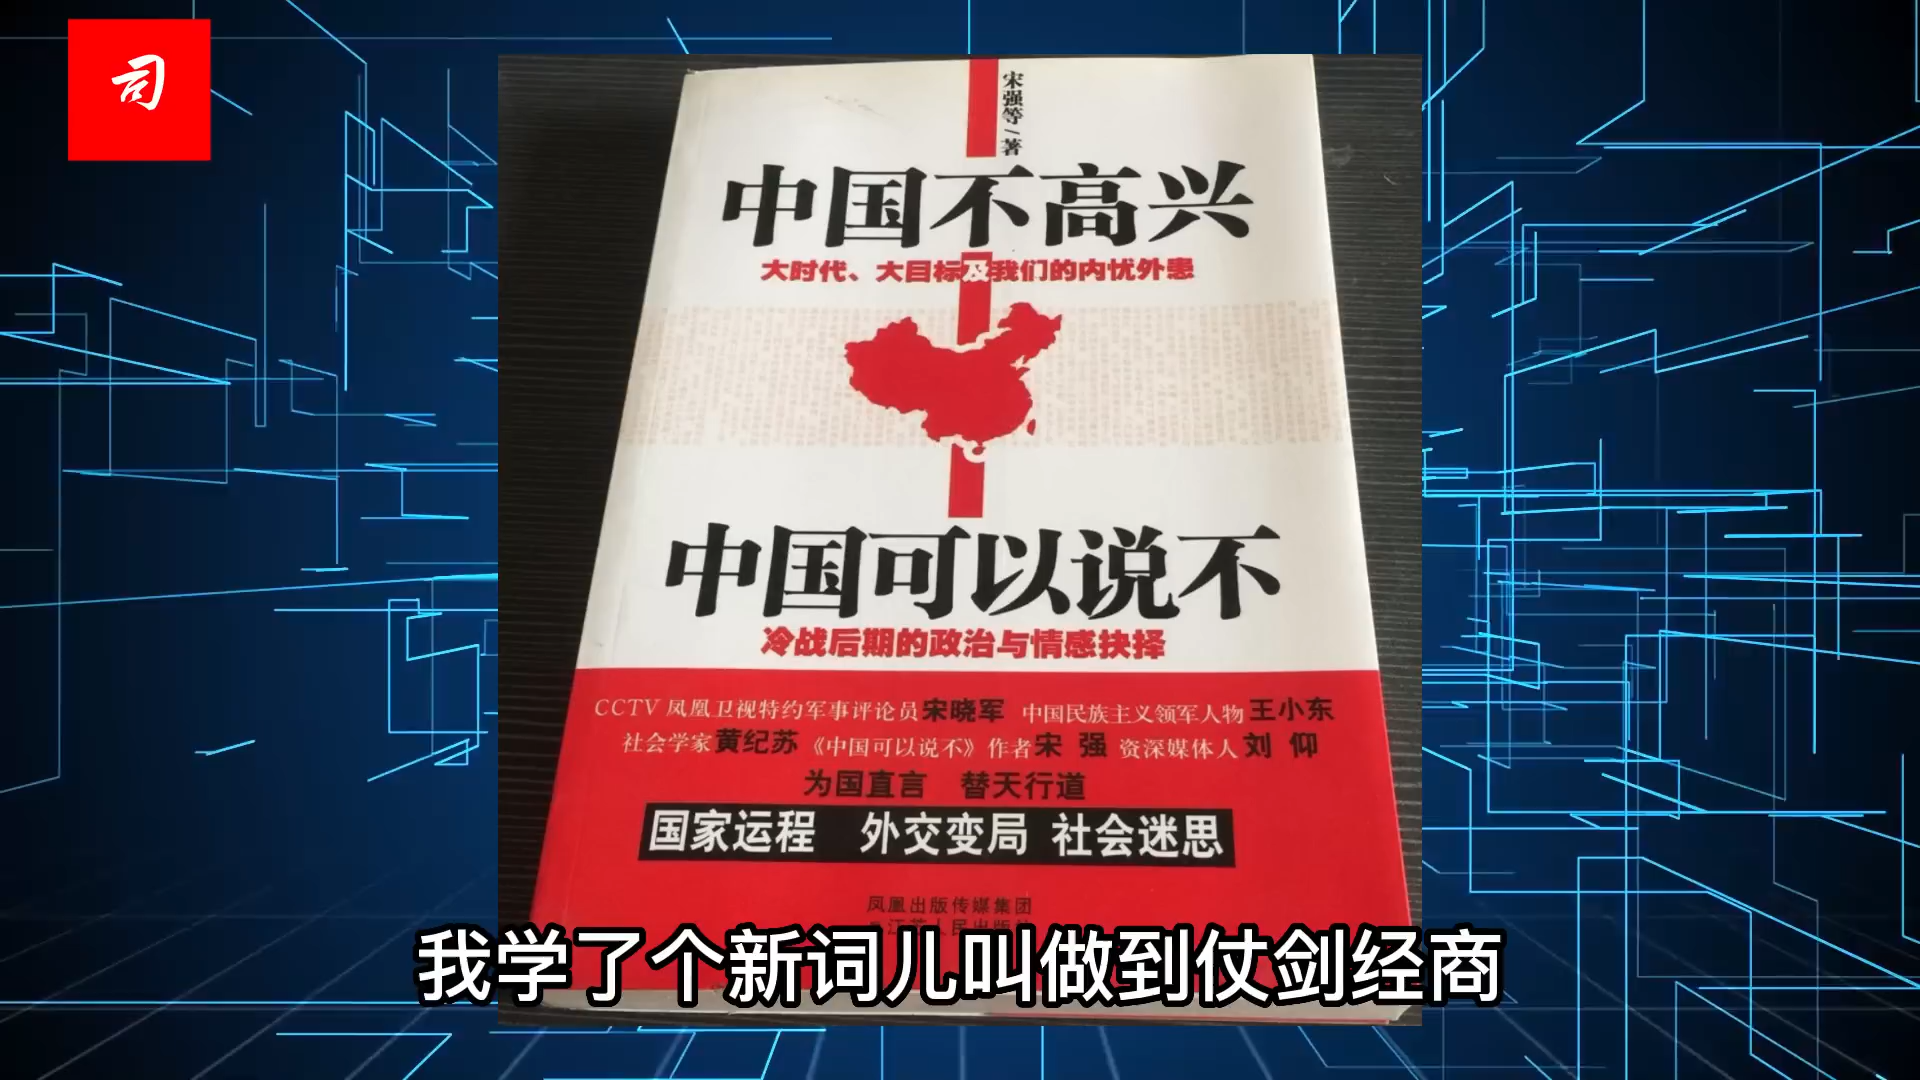 司
宋强等/著
中国不高兴
大时代、大目标及我们的内忧外患
中国可以说不
冷战后期的政治与情感抉择
CCTV 凤凰卫视特约军事评论员宋晓军 中国民族主义领军人物王小东
社会学家黄纪苏《中国可以说不》作者宋 强 资深媒体人刘 仰
为国直言 替天行道
国家运程 外交变局 社会迷思
凤凰出版传媒集团
我学了个新词儿叫做到仗剑经商